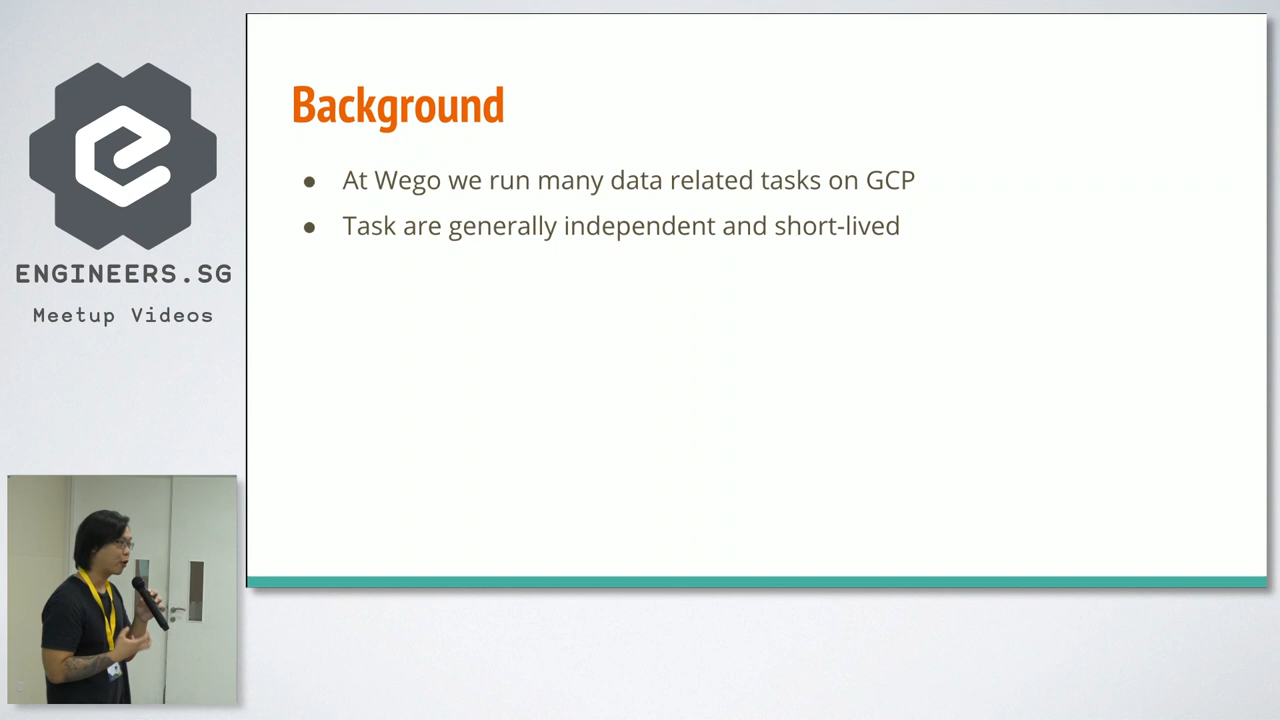 ENGINEERS.SG
Meetup Videos
Background
● At Wego we run many data related tasks on GCP
● Task are generally independent and short-lived